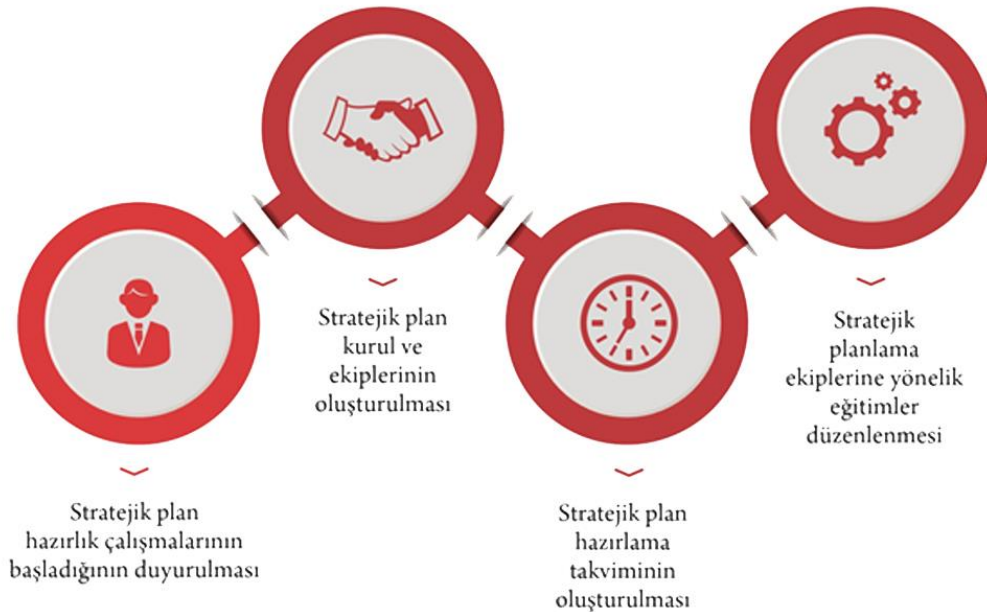 Stratejik plan
hazırlık çalışmalarının
başladığının duyurulması
Stratejik plan
kurul ve
ekiplerinin
oluşturulması
Stratejik plan
hazırlama
takviminin
oluşturulması
Stratejik
planlama
ekiplerine yönelik
eğitimler
düzenlenmesi